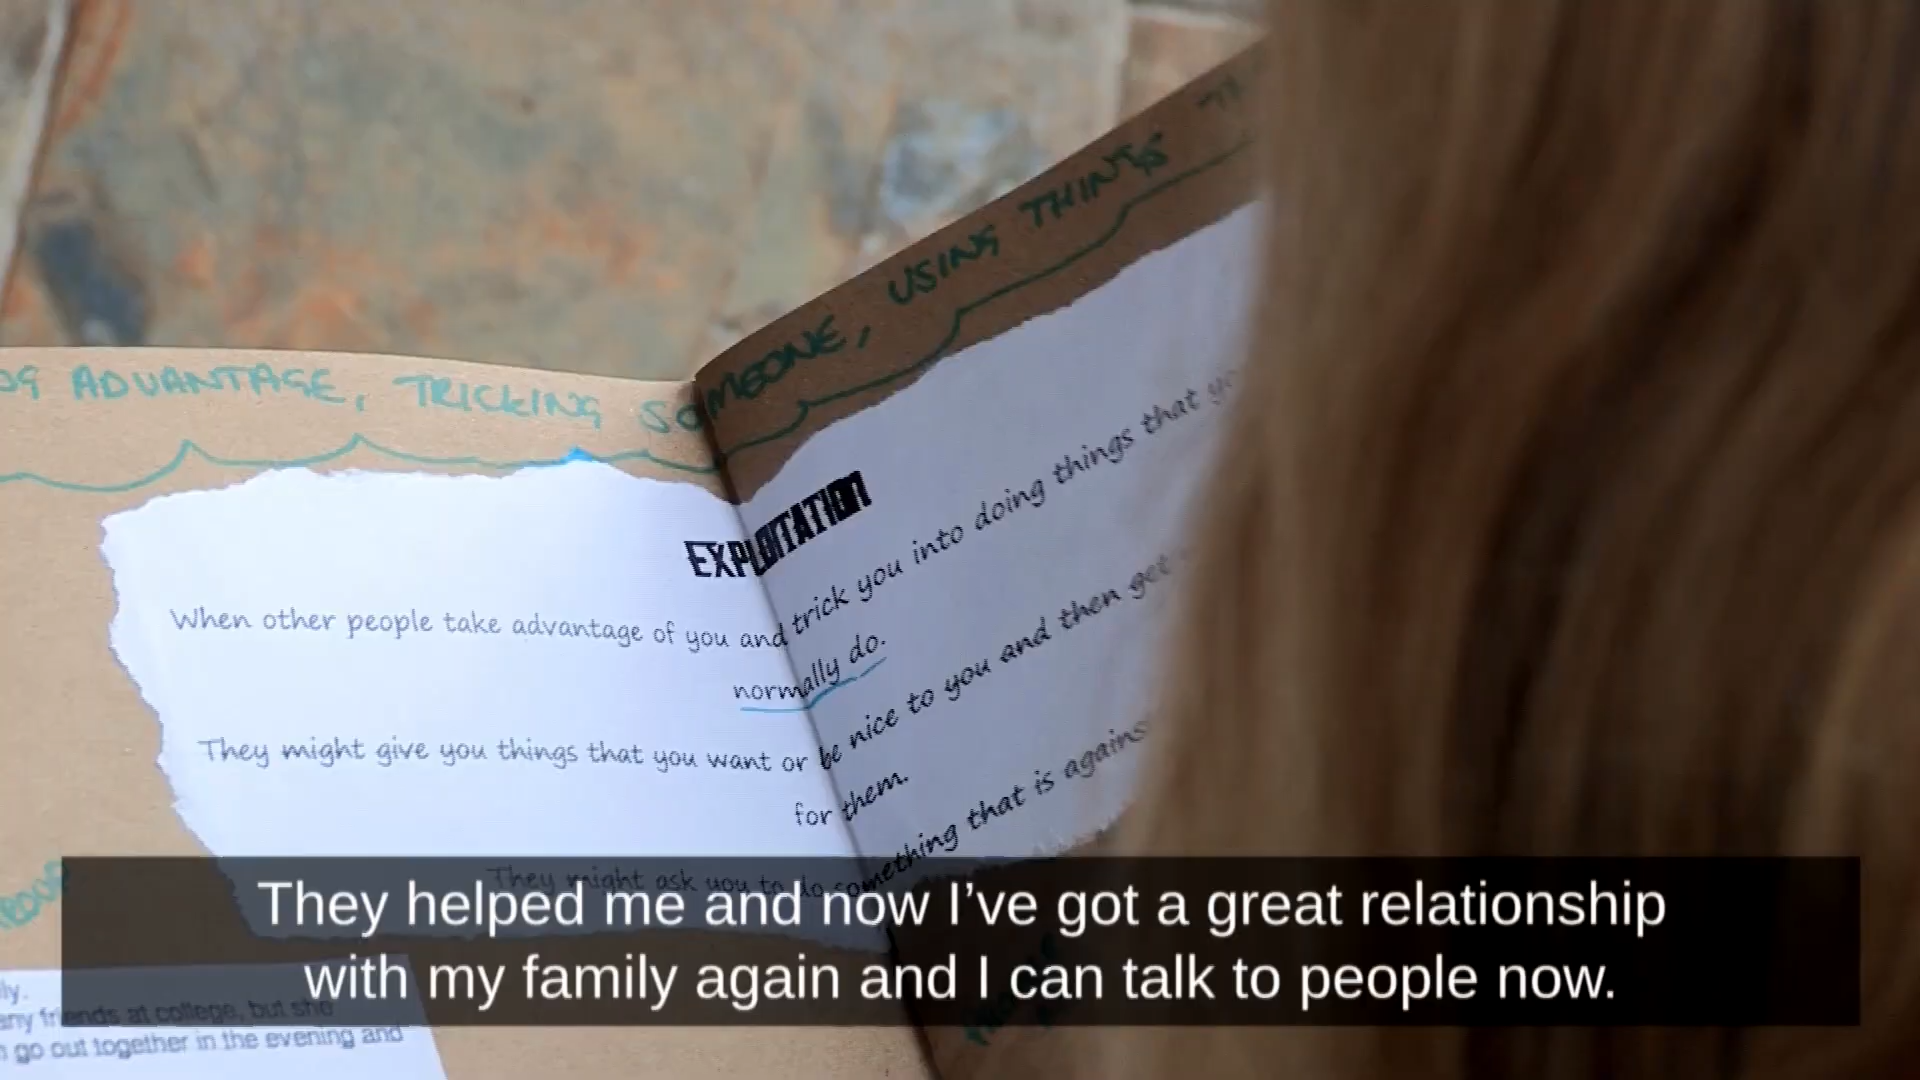 ADVANTAGE, TRICKING SOMEONE, USING THINGS
EXPLOITATION
When other people take advantage of you and trick you into doing things that
normally do.
They might give you things that you want or be nice to you and then get
for them.
They might ask you to do something that is against
They helped me and now I’ve got a great relationship
with my family again and I can talk to people now.
friends at college, but she
go out together in the evening and